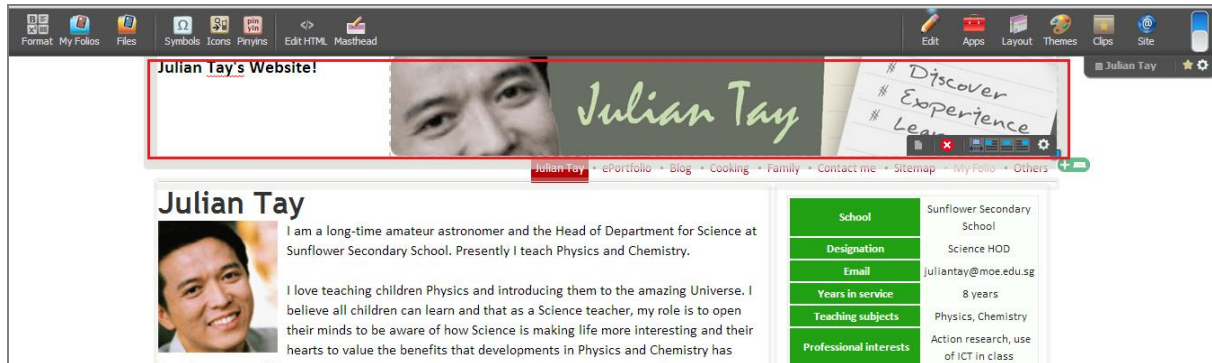 Format My Folios Files Symbols Icons Pinyins Edit HTML Masthead Edit Apps Layout Themes Clips Site
pin
yin
Julian Tay
Julian Tay's Website!
Julian Tay
# Discover
# Experience
# Learn
Julian Tay • ePortfolio • Blog • Cooking • Family • Contact me • Sitemap • My Folio • Others
Julian Tay
I am a long-time amateur astronomer and the Head of Department for Science at
Sunflower Secondary School. Presently I teach Physics and Chemistry.
I love teaching children Physics and introducing them to the amazing Universe. I
believe all children can learn and that as a Science teacher, my role is to open
their minds to be aware of how Science is making life more interesting and their
hearts to value the benefits that developments in Physics and Chemistry has
School Sunflower Secondary
School
Designation Science HOD
Email juliantay@moe.edu.sg
Years in service 8 years
Teaching subjects Physics, Chemistry
Professional interests Action research, use
of ICT in class